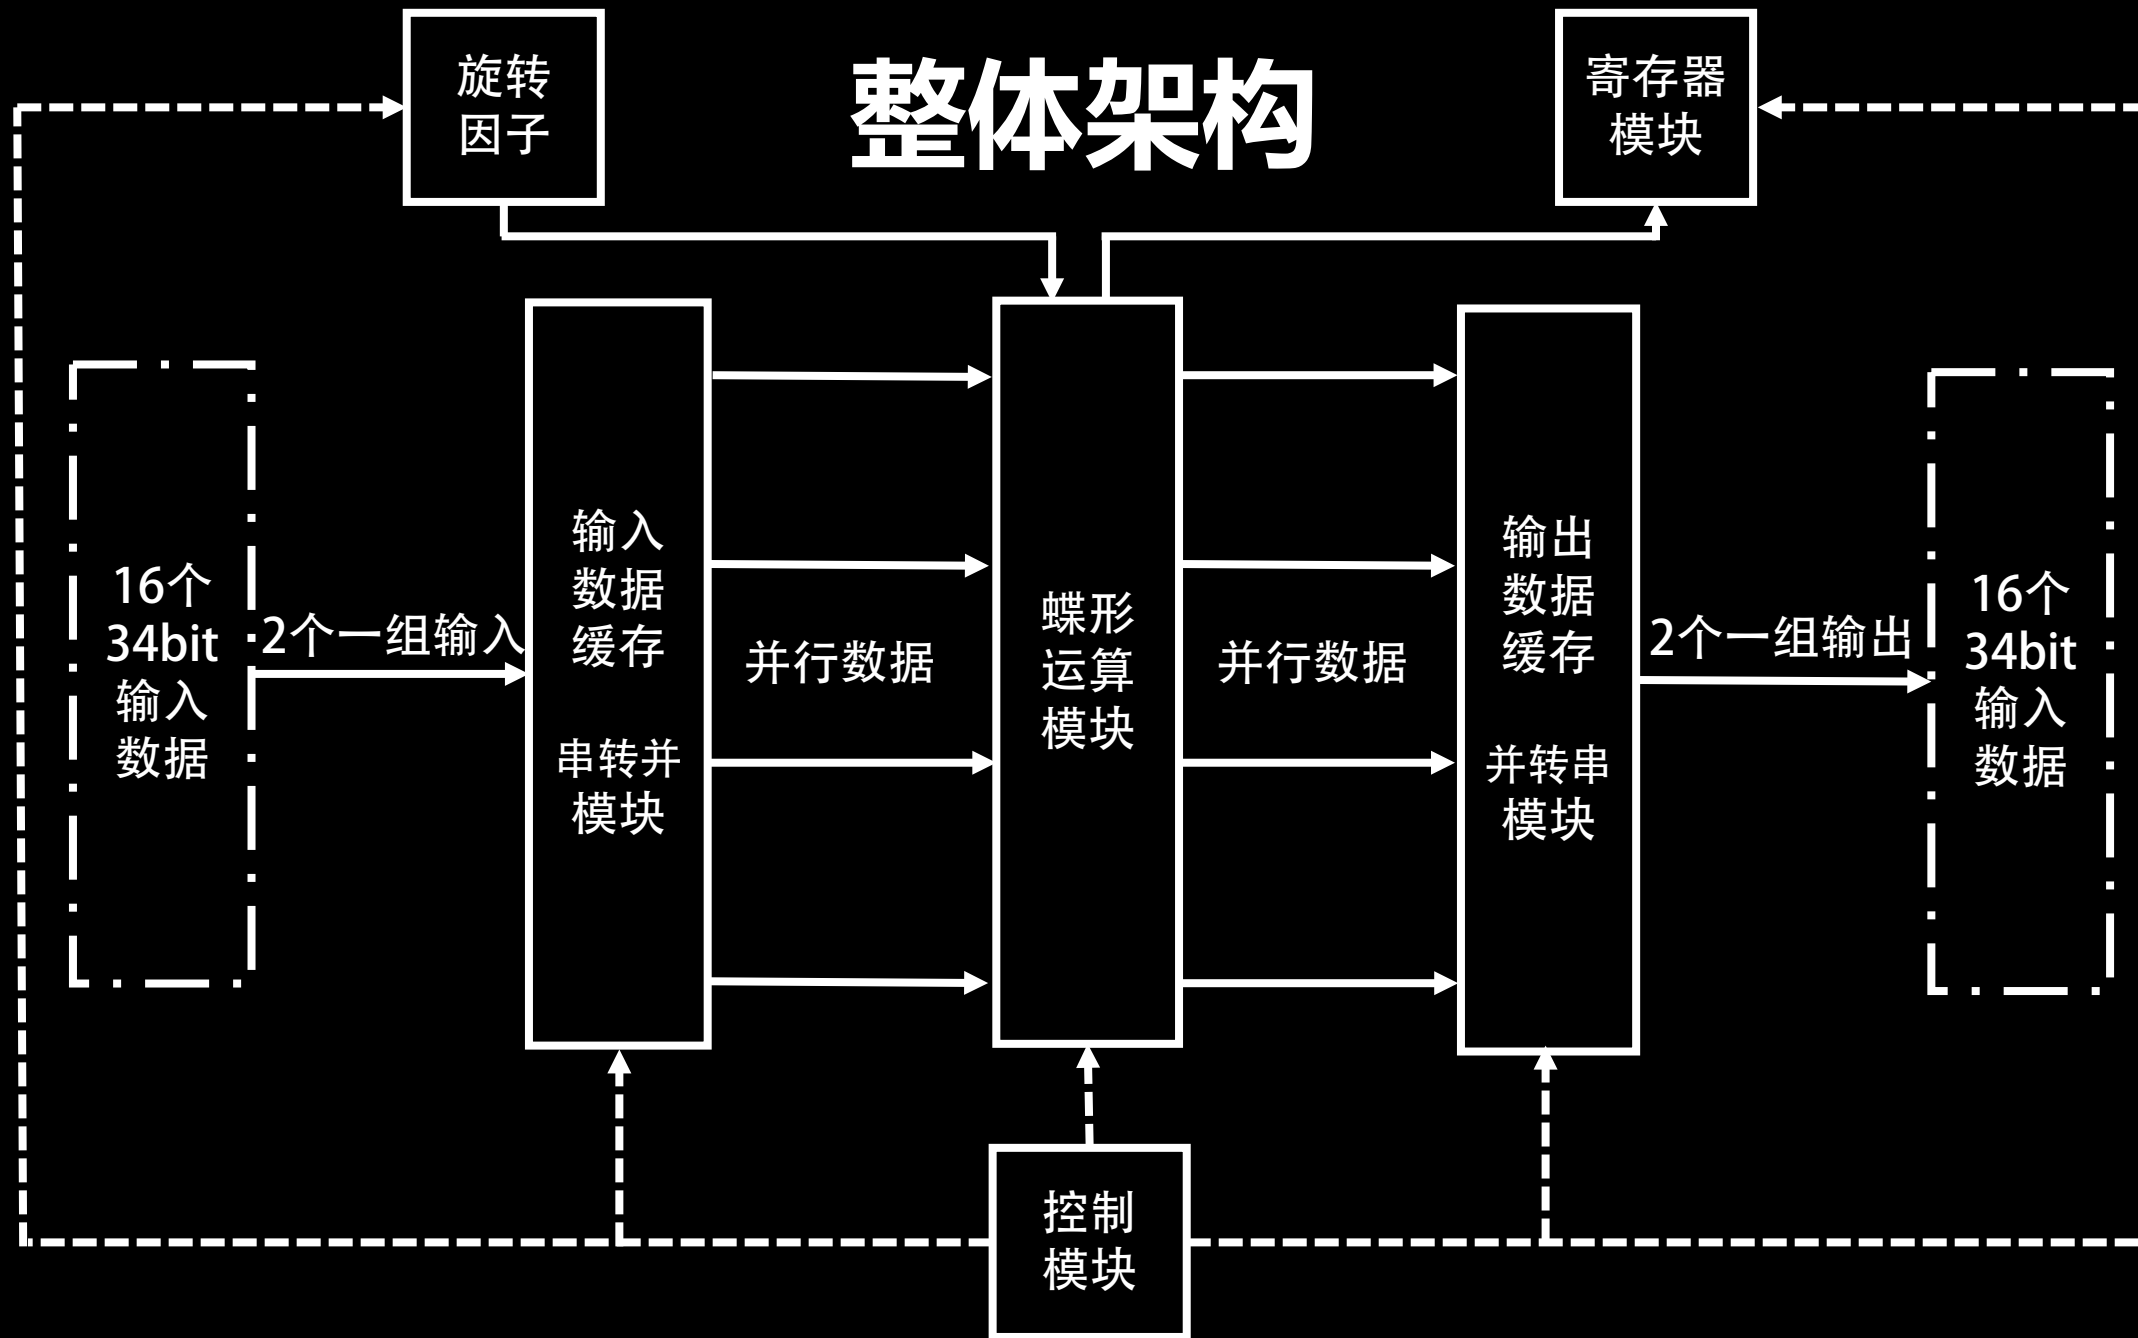 整体架构
旋转
因子
寄存器
模块
16个
34bit
输入
数据
2个一组输入
输入
数据
缓存
串转并
模块
并行数据
蝶形
运算
模块
并行数据
输出
数据
缓存
并转串
模块
2个一组输出
16个
34bit
输入
数据
控制
模块